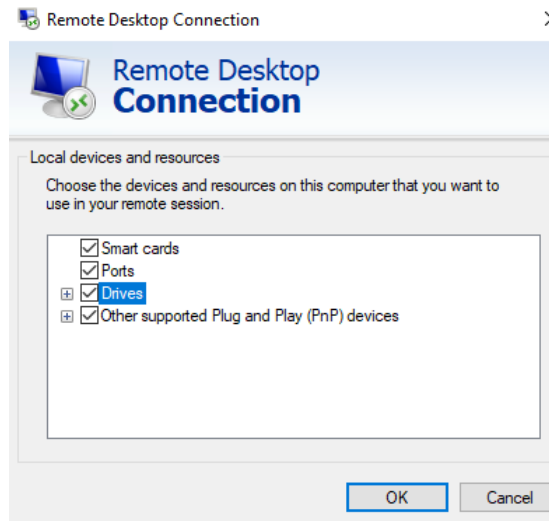 Remote Desktop Connection
Remote Desktop
Connection
Local devices and resources
Choose the devices and resources on this computer that you want to
use in your remote session.
Smart cards
Ports
Drives
Other supported Plug and Play (PnP) devices
OK
Cancel